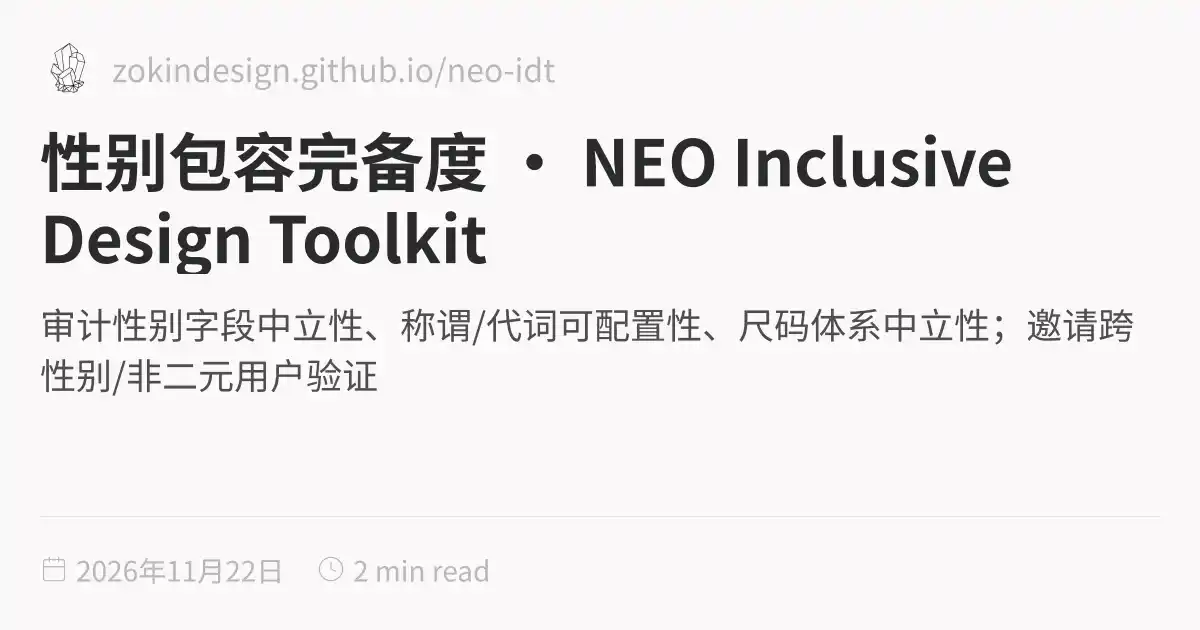 zokindesign.github.io/neo-idt
性别包容完备度 · NEO Inclusive
Design Toolkit
审计性别字段中立性、称谓/代词可配置性、尺码体系中立性；邀请跨
性别/非二元用户验证
2026年11月22日 2 min read